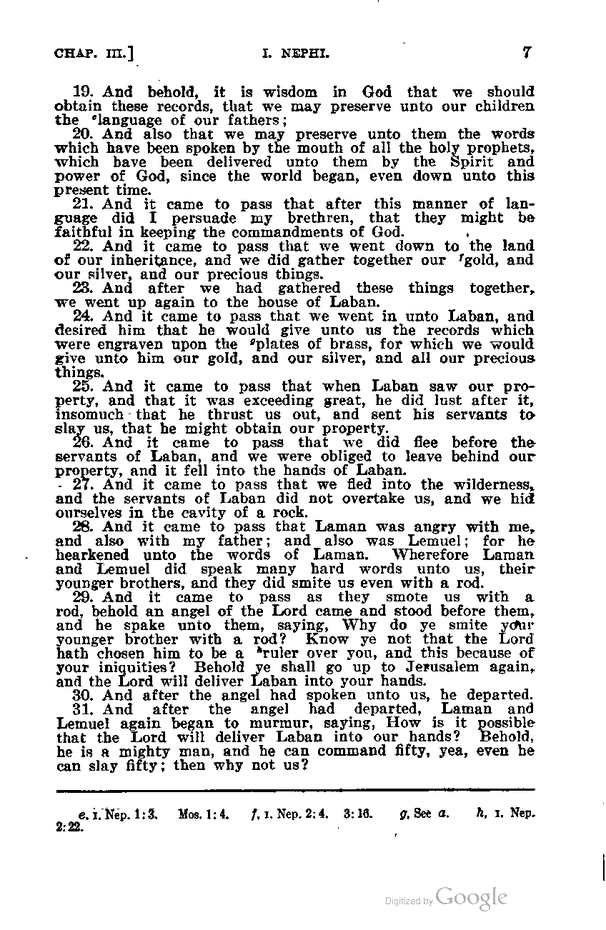 CHAP. III.] I. NEPHI. 7
19. And behold, it is wisdom in God that we should
obtain these records, that we may preserve unto our children
the ᵉlanguage of our fathers;
20. And also that we may preserve unto them the words
which have been spoken by the mouth of all the holy prophets,
which have been delivered unto them by the Spirit and
power of God, since the world began, even down unto this
present time.
21. And it came to pass that after this manner of lan-
guage did I persuade my brethren, that they might be
faithful in keeping the commandments of God.
22. And it came to pass that we went down to the land
of our inheritance, and we did gather together our ᶠgold, and
our silver, and our precious things.
23. And after we had gathered these things together,
we went up again to the house of Laban.
24. And it came to pass that we went in unto Laban, and
desired him that he would give unto us the records which
were engraven upon the ᵍplates of brass, for which we would
give unto him our gold, and our silver, and all our precious
things.
25. And it came to pass that when Laban saw our pro-
perty, and that it was exceeding great, he did lust after it,
insomuch that he thrust us out, and sent his servants to
slay us, that he might obtain our property.
26. And it came to pass that we did flee before the
servants of Laban, and we were obliged to leave behind our
property, and it fell into the hands of Laban.
27. And it came to pass that we fled into the wilderness,
and the servants of Laban did not overtake us, and we hid
ourselves in the cavity of a rock.
28. And it came to pass that Laman was angry with me,
and also with my father; and also was Lemuel; for he
hearkened unto the words of Laman. Wherefore Laman
and Lemuel did speak many hard words unto us, their
younger brothers, and they did smite us even with a rod.
29. And it came to pass as they smote us with a
rod, behold an angel of the Lord came and stood before them,
and he spake unto them, saying, Why do ye smite your
younger brother with a rod? Know ye not that the Lord
hath chosen him to be a ʰruler over you, and this because of
your iniquities? Behold ye shall go up to Jerusalem again,
and the Lord will deliver Laban into your hands.
30. And after the angel had spoken unto us, he departed.
31. And after the angel had departed, Laman and
Lemuel again began to murmur, saying, How is it possible
that the Lord will deliver Laban into our hands? Behold,
he is a mighty man, and he can command fifty, yea, even he
can slay fifty; then why not us?
e, I. Nep. 1:3. Mos. 1:4. f, I. Nep. 2:4. 3:16. g, See a. h, I. Nep.
2:22.
Digitized by Google